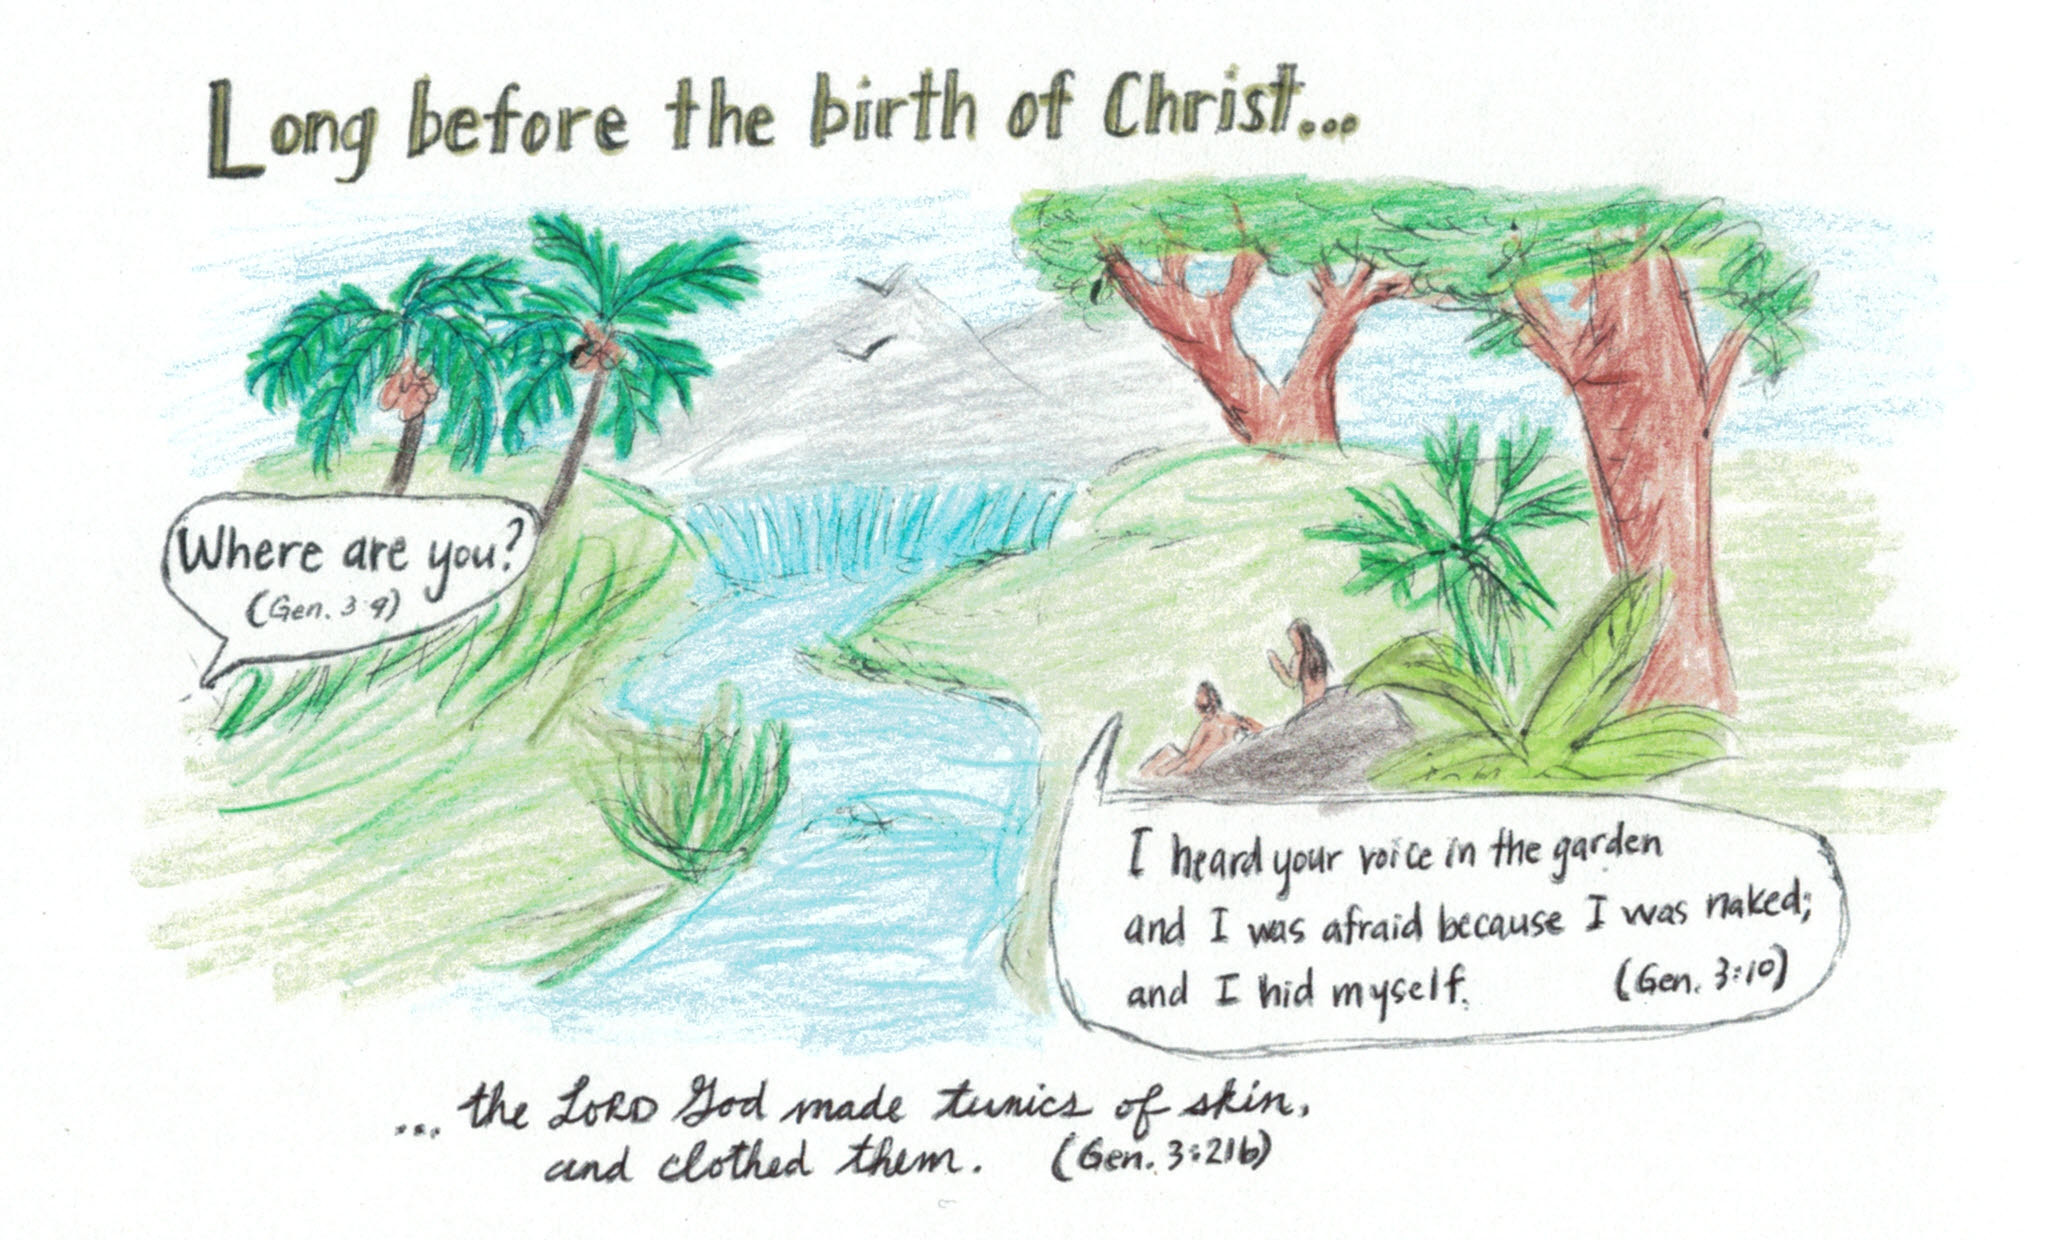 Long before the birth of Christ...
Where are you?
(Gen. 3:9)
I heard your voice in the garden
and I was afraid because I was naked;
and I hid myself. (Gen. 3:10)
... the LORD God made tunics of skin,
and clothed them. (Gen. 3:21b)